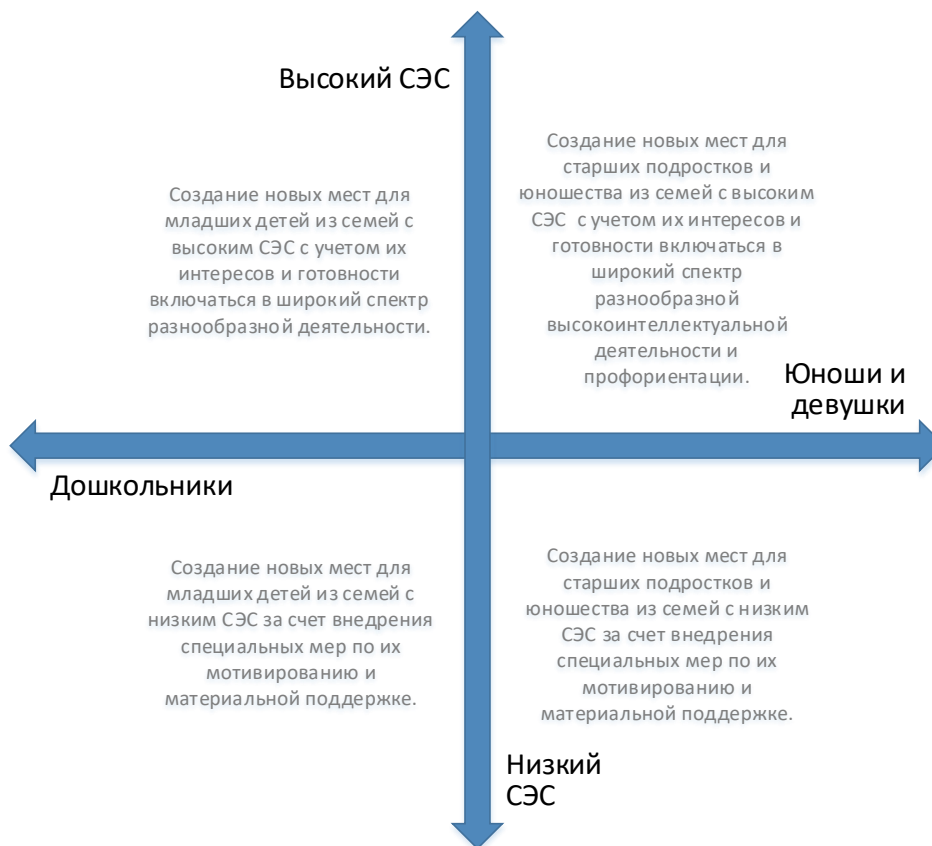 Высокий СЭС
Создание новых мест для
младших детей из семей с
высоким СЭС с учетом их
интересов и готовности
включаться в широкий спектр
разнообразной деятельности.
Создание новых мест для
старших подростков и
юношества из семей с высоким
СЭС с учетом их интересов и
готовности включаться в
широкий спектр
разнообразной
высокоинтеллектуальной
деятельности и
профориентации.
Юноши и
девушки
Дошкольники
Создание новых мест для
младших детей из семей с
низким СЭС за счет внедрения
специальных мер по их
мотивированию и
материальной поддержке.
Создание новых мест для
старших подростков и
юношества из семей с низким
СЭС за счет внедрения
специальных мер по их
мотивированию и
материальной поддержке.
Низкий
СЭС